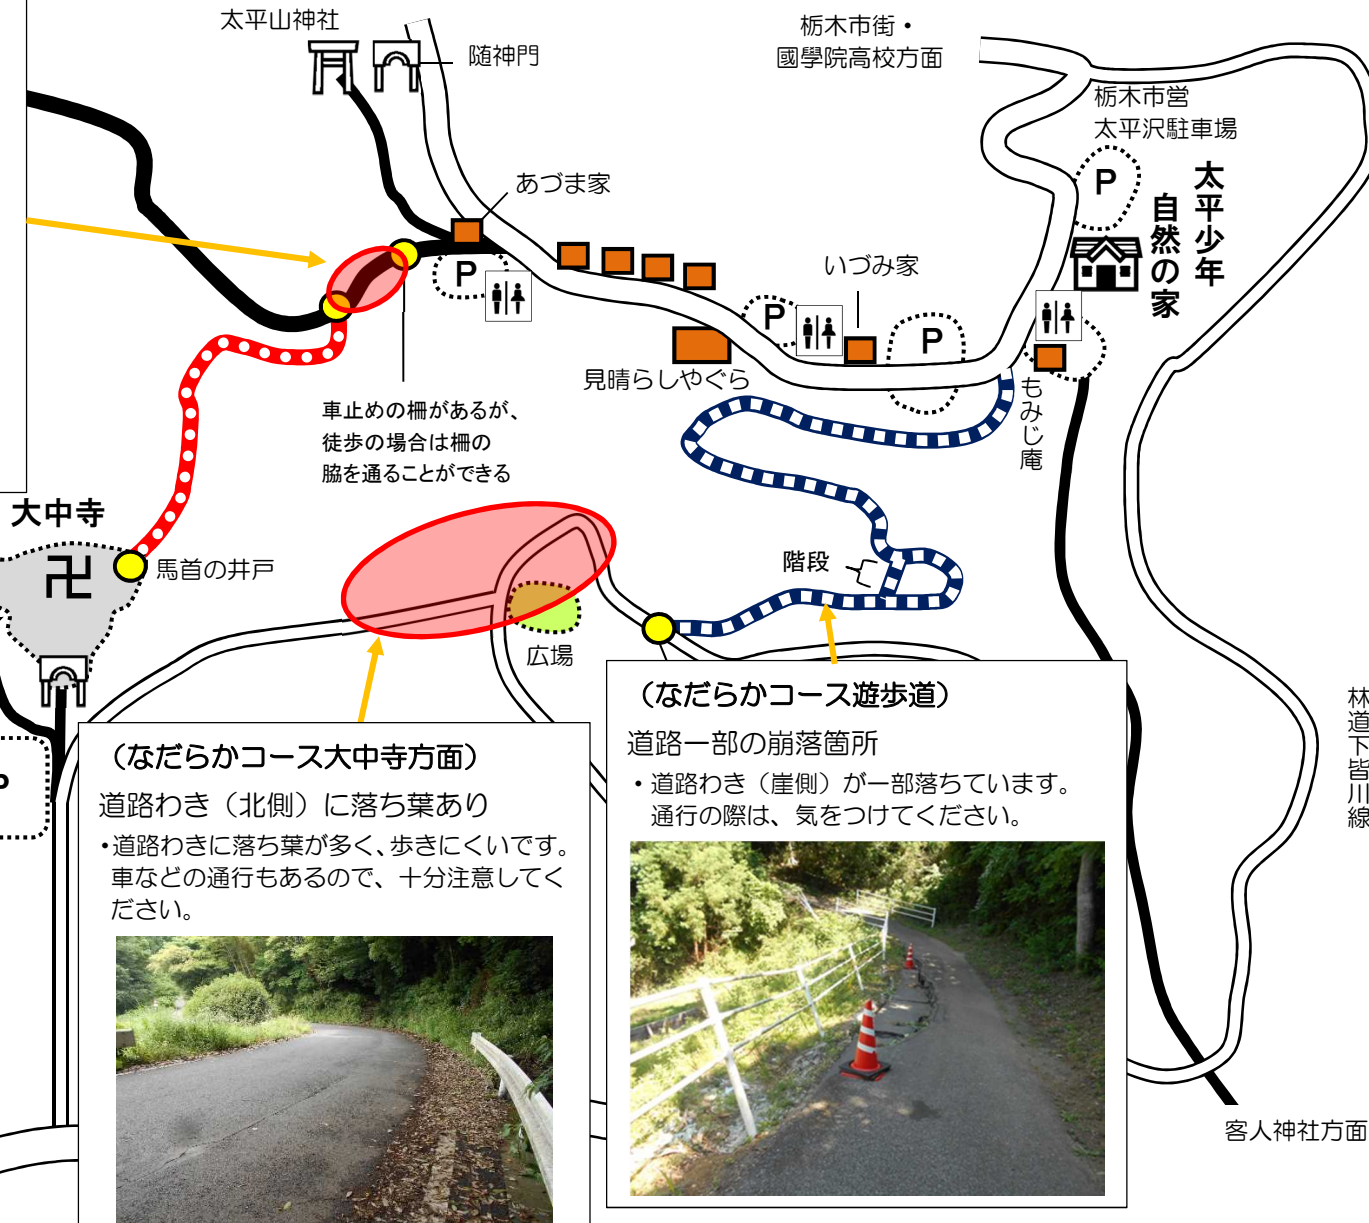 太平山神社
随神門
栃木市街・
國學院高校方面
栃木市営
太平沢駐車場
P
太平少年
自然の家
あづま家
P
いづみ家
P
P
見晴らしやぐら
もみじ庵
車止めの柵があるが、
徒歩の場合は柵の
脇を通ることができる
大中寺
卍
馬首の井戸
階段
広場
林道下皆川線
P
(なだらかコース大中寺方面)
道路わき(北側)に落ち葉あり
・道路わきに落ち葉が多く、歩きにくいです。
車などの通行もあるので、十分注意してく
ださい。
(なだらかコース遊歩道)
道路一部の崩落箇所
・道路わき(崖側)が一部落ちています。
通行の際は、気をつけてください。
客人神社方面